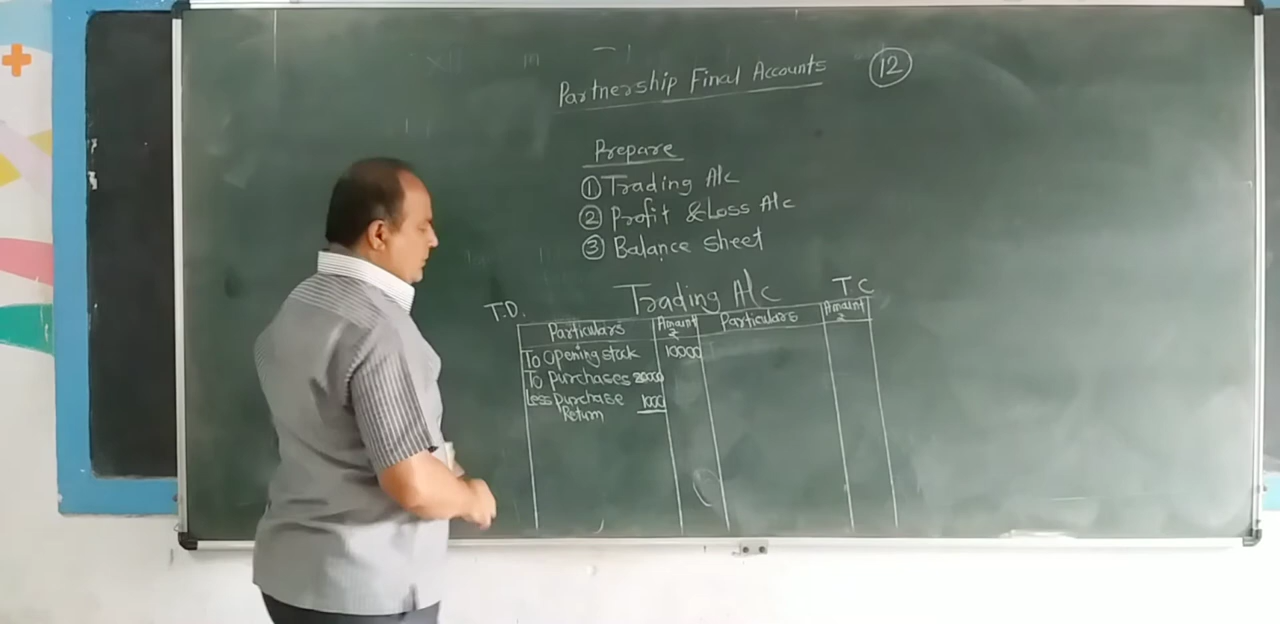 Partnership Final Accounts
12
Prepare
① Trading A/c
② Profit & Loss A/c
③ Balance sheet
T.D. Trading A/c T C
Particulars Amount ₹ Particulars Amaint ₹
To Opening stock 10000
To purchases 20000
Less purchase 1000
Return